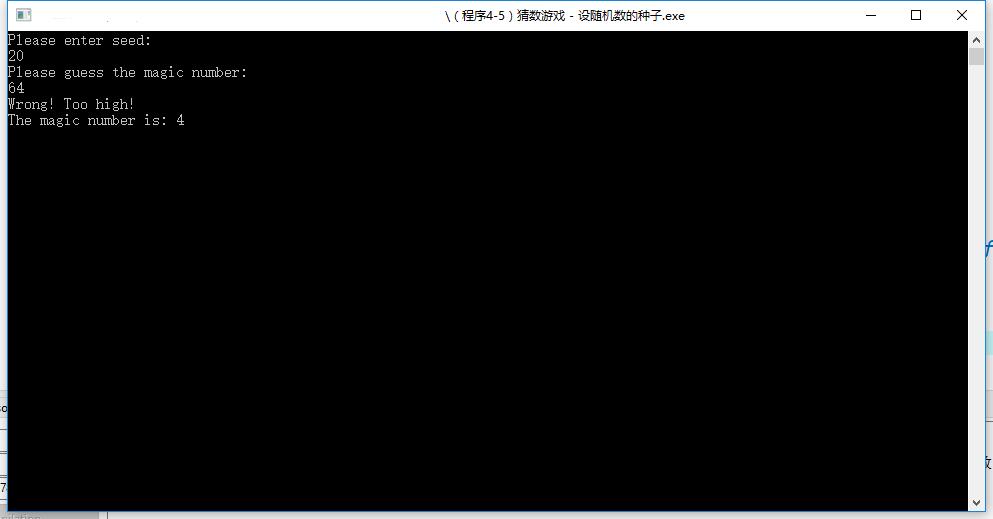 \（程序4-5）猜数游戏 - 设随机数的种子.exe
Please enter seed:
20
Please guess the magic number:
64
Wrong! Too high!
The magic number is: 4